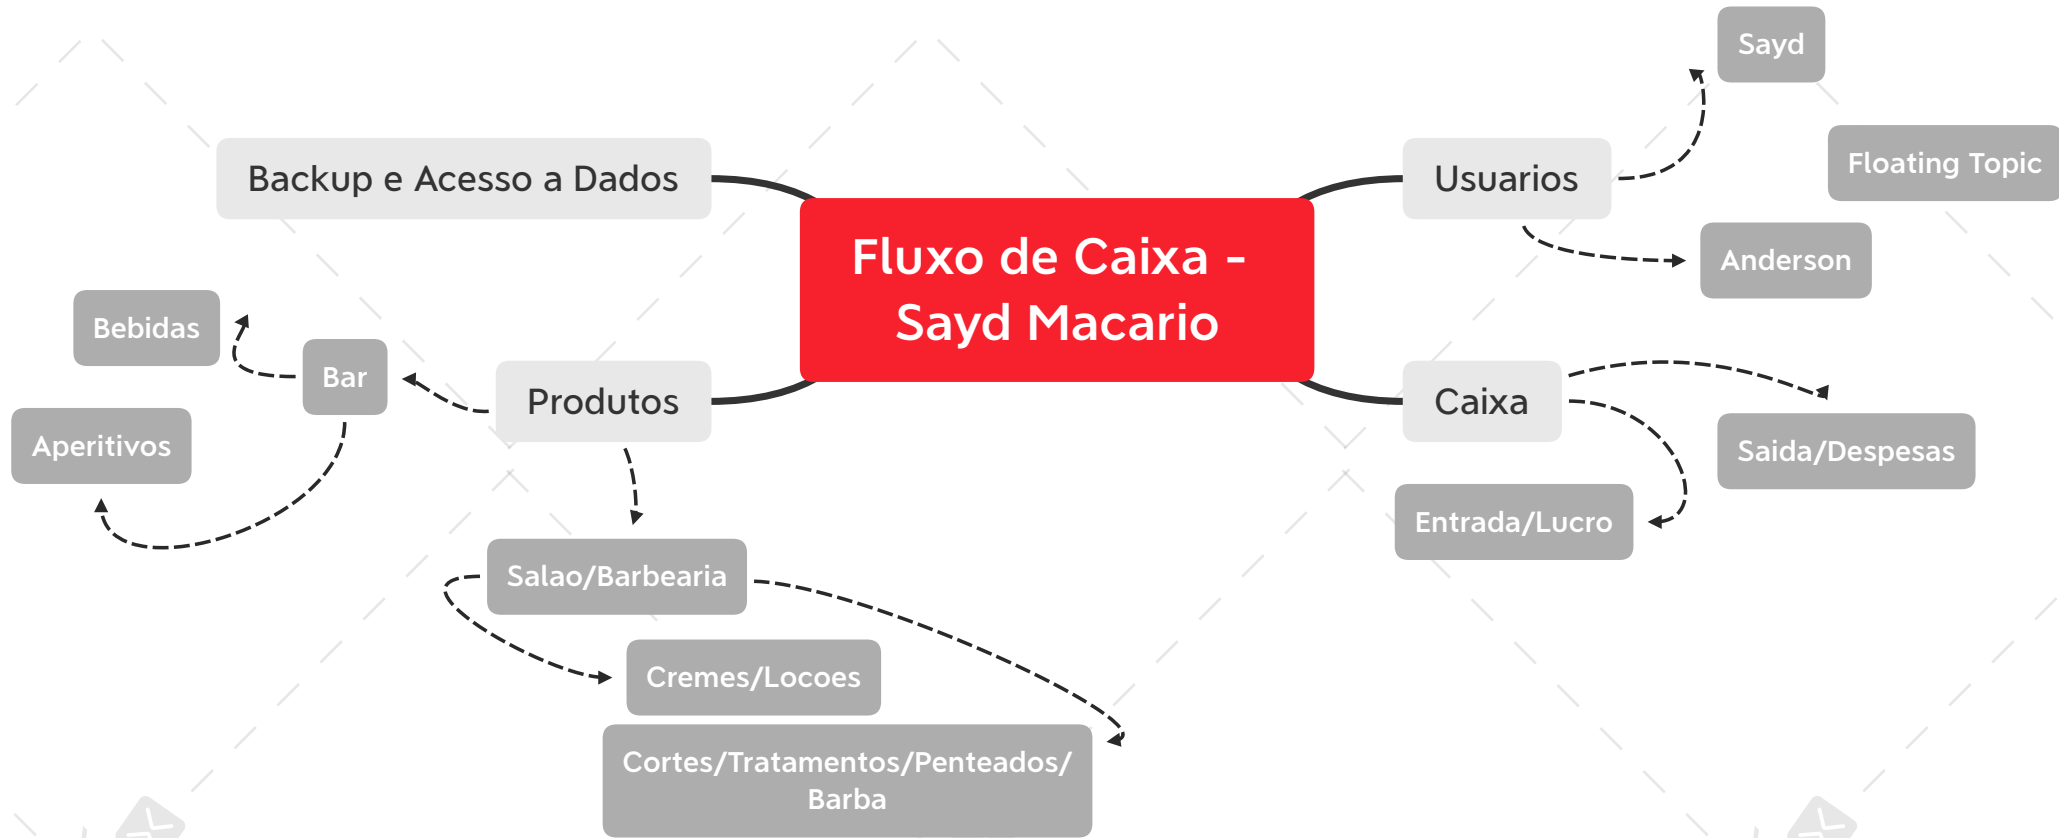 Sayd
Backup e Acesso a Dados
Usuarios
Floating Topic
Fluxo de Caixa -
Sayd Macario
Anderson
Bebidas
Bar
Produtos
Caixa
Aperitivos
Saida/Despesas
Entrada/Lucro
Salao/Barbearia
Cremes/Locoes
Cortes/Tratamentos/Penteados/
Barba